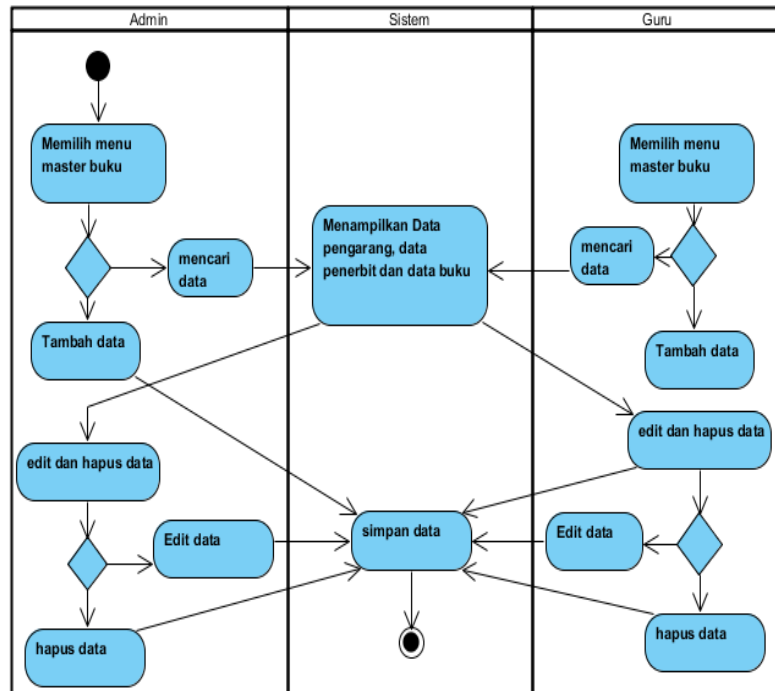 Admin
Sistem
Guru
Memilih menu
master buku
Memilih menu
master buku
mencari
data
Menampilkan Data
pengarang, data
penerbit dan data buku
mencari
data
Tambah data
Tambah data
edit dan hapus data
edit dan hapus data
Edit data
simpan data
Edit data
hapus data
hapus data